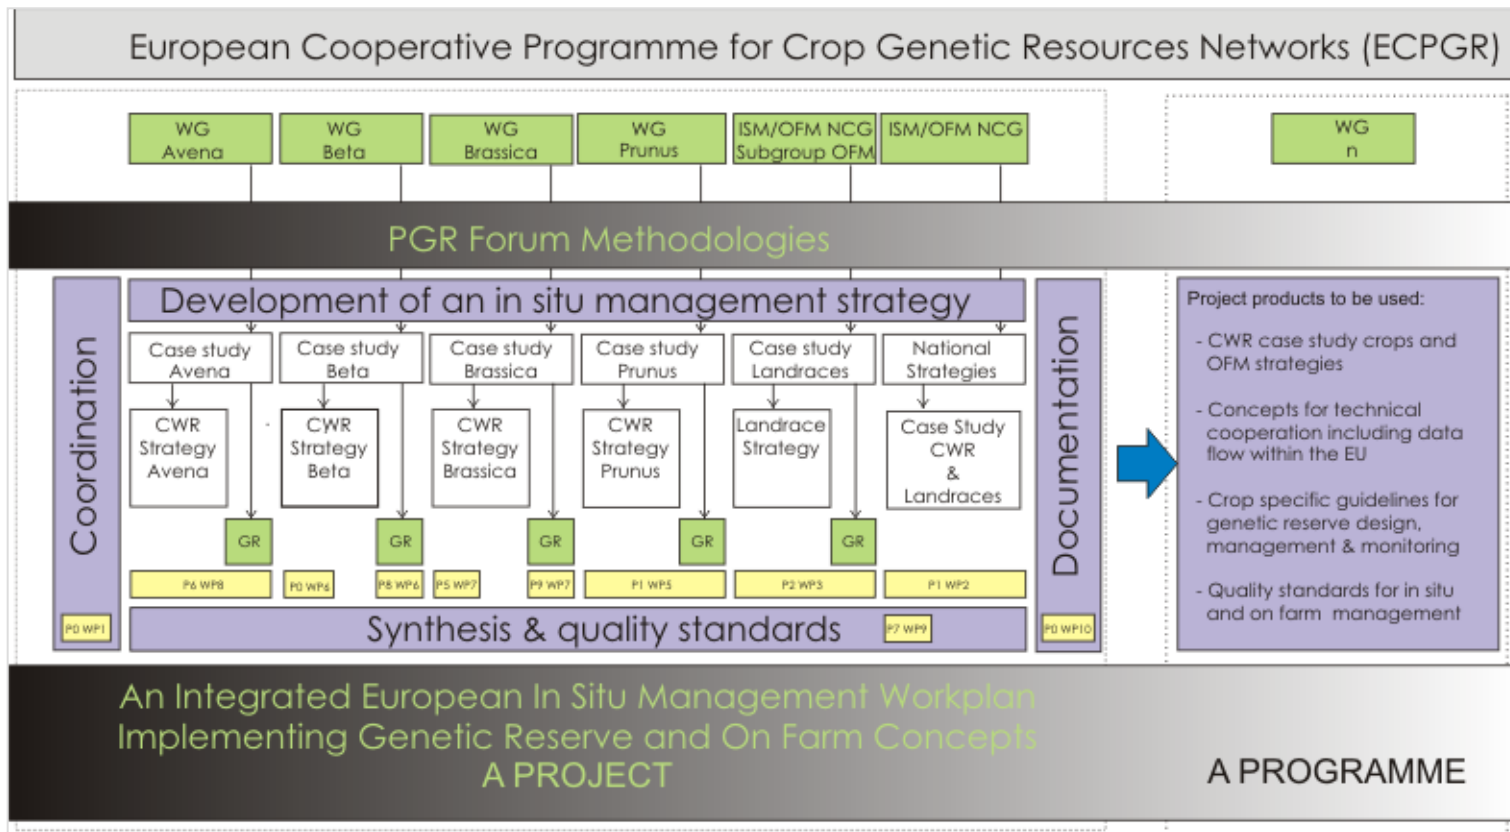 European Cooperative Programme for Crop Genetic Resources Networks (ECPGR)
WG
Avena
WG
Beta
WG
Brassica
WG
Prunus
ISM/OFM NCG
Subgroup OFM
ISM/OFM NCG
WG
n
PGR Forum Methodologies
Coordination
Development of an in situ management strategy
Case study
Avena
Case study
Beta
Case study
Brassica
Case study
Prunus
Case study
Landraces
National
Strategies
CWR
Strategy
Avena
CWR
Strategy
Beta
CWR
Strategy
Brassica
CWR
Strategy
Prunus
Landrace
Strategy
Case Study
CWR
&
Landraces
GR
GR
GR
GR
GR
P6 WP8
P0 WP6
P8 WP6
P5 WP7
P9 WP7
P1 WP5
P2 WP3
P1 WP2
P0 WP1
Synthesis & quality standards
P7 WP9
Documentation
P0 WP10
Project products to be used:
- CWR case study crops and
OFM strategies
- Concepts for technical
cooperation including data
flow within the EU
- Crop specific guidelines for
genetic reserve design,
management & monitoring
- Quality standards for in situ
and on farm management
An Integrated European In Situ Management Workplan
Implementing Genetic Reserve and On Farm Concepts
A PROJECT
A PROGRAMME